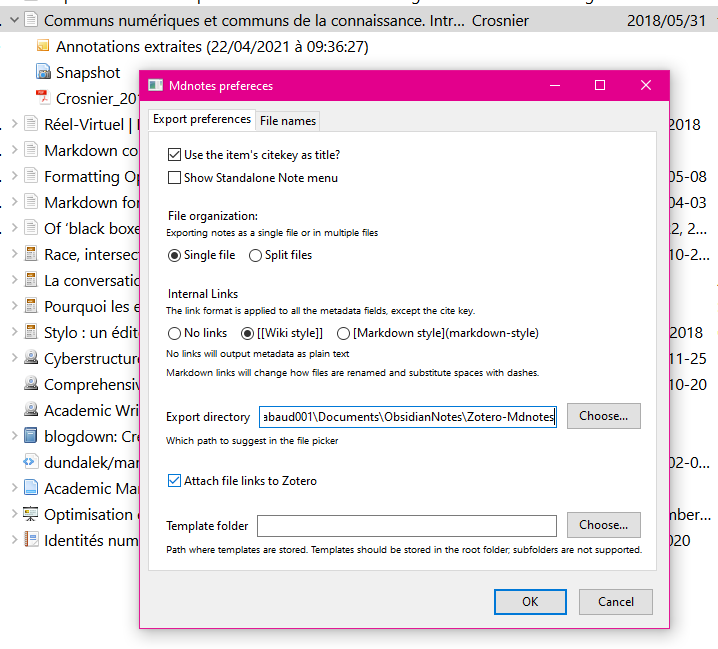 Communs numériques et communs de la connaissance. Intr... Crosnier 2018/05/31
Annotations extraites (22/04/2021 à 09:36:27)
Snapshot
Crosnier_201
Mdnotes prefereces
Export preferences File names
Réel-Virtuel | 2018
Use the item's citekey as title?
Markdown co
Show Standalone Note menu
Formatting Op 05-08
Markdown for 04-03
File organization:
Of 'black boxe 2, 2...
Exporting notes as a single file or in multiple files
Race, intersec 10-2...
Single file Split files
La conversatio
Internal Links
Pourquoi les e
The link format is applied to all the metadata fields, except the cite key.
Stylo : un édit 2018
No links [[Wiki style]] [Markdown style](markdown-style)
Cyberstructure 11-25
No links will output metadata as plain text
Markdown links will change how files are renamed and substitute spaces with dashes.
Comprehensiv 10-20
Academic Wri
Export directory abaud001\Documents\ObsidianNotes\Zotero-Mdnotes Choose...
blogdown: Cre
Which path to suggest in the file picker
dundalek/mar 02-0...
Academic Mar
Attach file links to Zotero
Optimisation mber...
Template folder Choose...
Identités num 020
Path where templates are stored. Templates should be stored in the root folder; subfolders are not supported.
OK Cancel